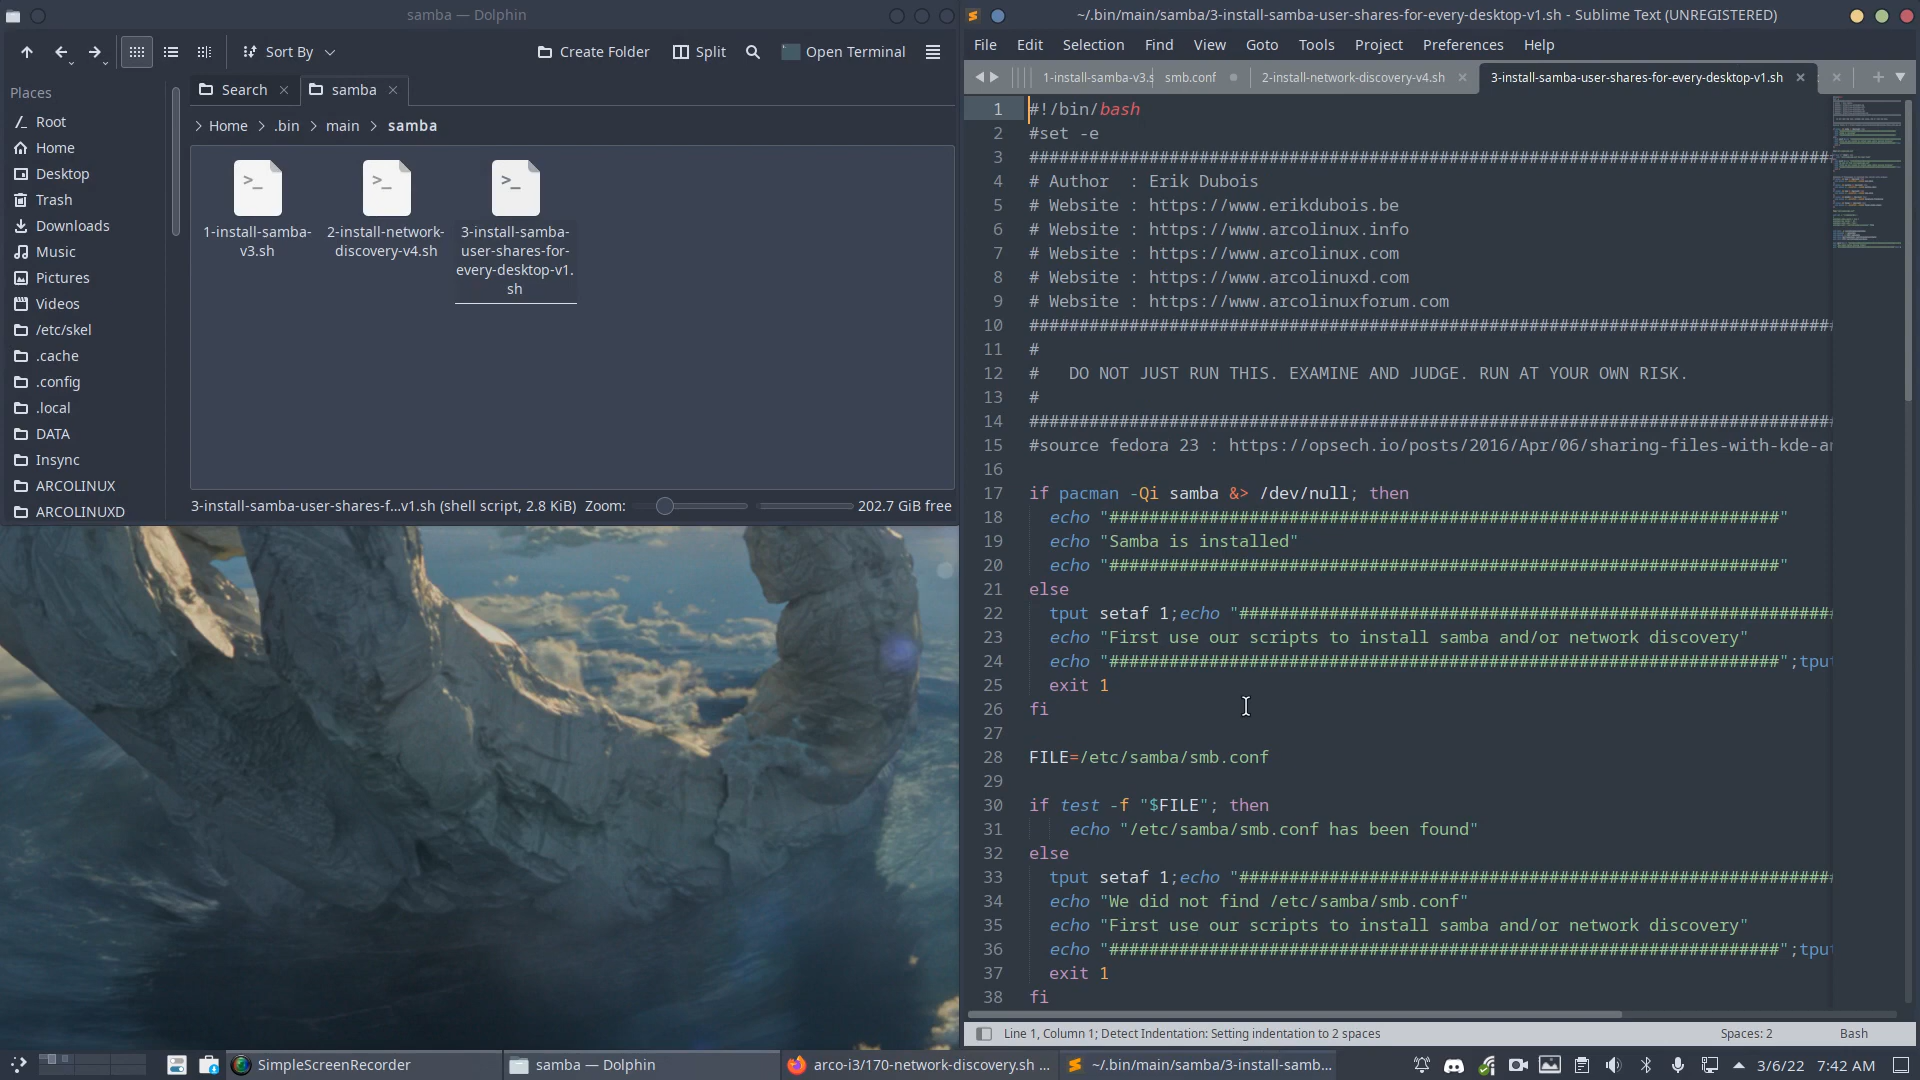 samba — Dolphin
Sort By
Create Folder
Split
Open Terminal
Places
Root
Home
Desktop
Trash
Downloads
Music
Pictures
Videos
/etc/skel
.cache
.config
.local
DATA
Insync
ARCOLINUX
ARCOLINUXD
Search
samba
Home
.bin
main
samba
1-install-samba-
v3.sh
2-install-network-
discovery-v4.sh
3-install-samba-
user-shares-for-
every-desktop-v1.
sh
3-install-samba-user-shares-f...v1.sh (shell script, 2.8 KiB)
Zoom:
202.7 GiB free
~/.bin/main/samba/3-install-samba-user-shares-for-every-desktop-v1.sh - Sublime Text (UNREGISTERED)
File Edit Selection Find View Goto Tools Project Preferences Help
1-install-samba-v3.s
smb.conf
2-install-network-discovery-v4.sh
3-install-samba-user-shares-for-every-desktop-v1.sh
1 #!/bin/bash
2 #set -e
3 ################################################################################
4 # Author  : Erik Dubois
5 # Website : https://www.erikdubois.be
6 # Website : https://www.arcolinux.info
7 # Website : https://www.arcolinux.com
8 # Website : https://www.arcolinuxd.com
9 # Website : https://www.arcolinuxforum.com
10 ################################################################################
11 #
12 #   DO NOT JUST RUN THIS. EXAMINE AND JUDGE. RUN AT YOUR OWN RISK.
13 #
14 ################################################################################
15 #source fedora 23 : https://opsech.io/posts/2016/Apr/06/sharing-files-with-kde-ar
16
17 if pacman -Qi samba &> /dev/null; then
18   echo "###################################################################"
19   echo "Samba is installed"
20   echo "###################################################################"
21 else
22   tput setaf 1;echo "############################################################
23   echo "First use our scripts to install samba and/or network discovery"
24   echo "###################################################################";tput
25   exit 1
26 fi
27
28 FILE=/etc/samba/smb.conf
29
30 if test -f "$FILE"; then
31     echo "/etc/samba/smb.conf has been found"
32 else
33   tput setaf 1;echo "############################################################
34   echo "We did not find /etc/samba/smb.conf"
35   echo "First use our scripts to install samba and/or network discovery"
36   echo "###################################################################";tput
37   exit 1
38 fi
Line 1, Column 1; Detect Indentation: Setting indentation to 2 spaces
Spaces: 2
Bash
SimpleScreenRecorder
samba — Dolphin
arco-i3/170-network-discovery.sh ...
~/.bin/main/samba/3-install-samb...
3/6/22
7:42 AM